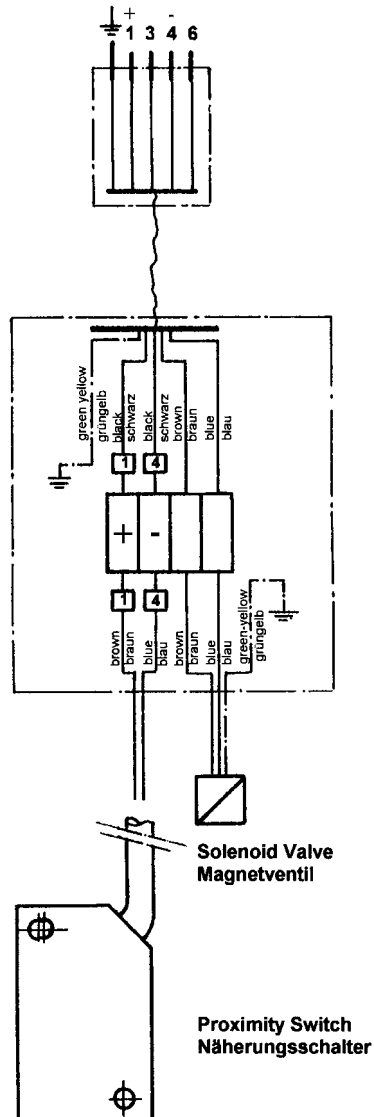 + -
1 3 4 6
green yellow
grüngelb
black
schwarz
black
schwarz
brown
braun
blue
blau
1 4
+ -
1 4
brown
braun
blue
blau
brown
braun
blue
blau
green-yellow
grüngelb
Solenoid Valve
Magnetventil
Proximity Switch
Näherungsschalter